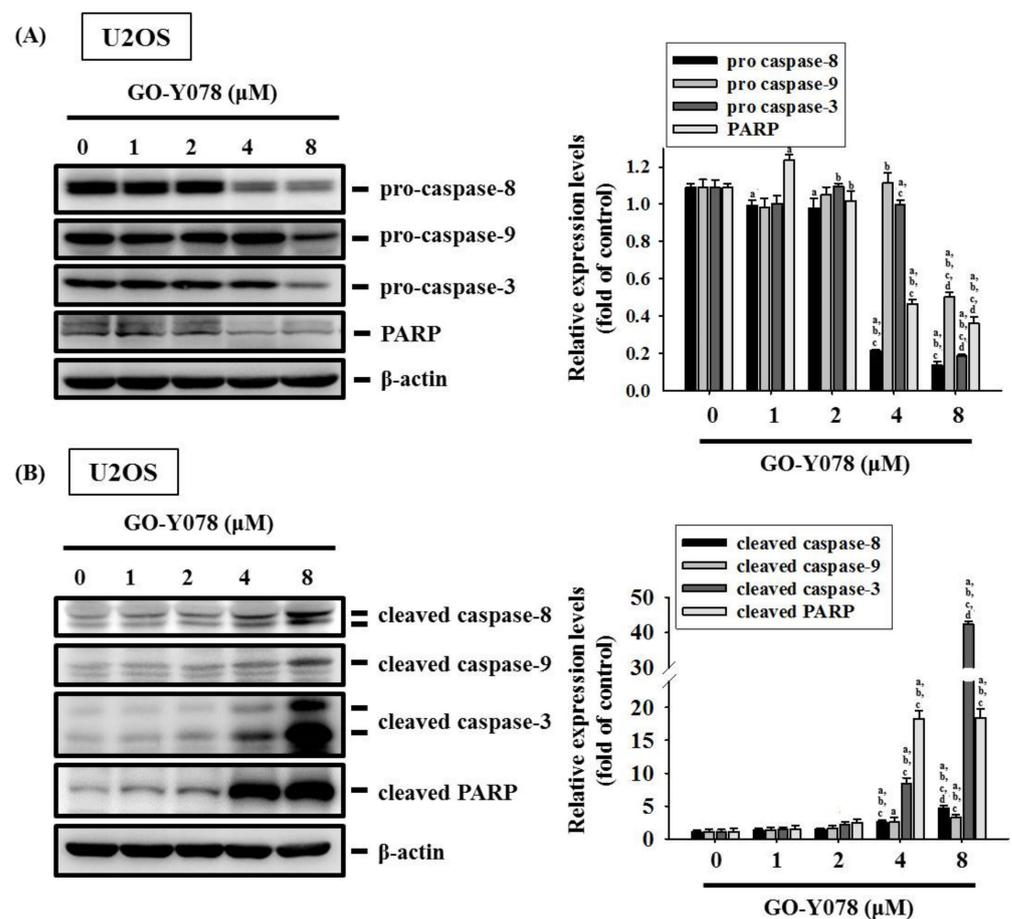 (A)
U2OS
GO-Y078 (µM)
0 1 2 4 8
pro-caspase-8
pro-caspase-9
pro-caspase-3
PARP
β-actin
pro caspase-8
pro caspase-9
pro caspase-3
PARP
Relative expression levels
(fold of control)
1.2
1.0
0.8
0.6
0.4
0.2
0.0
a
a
a
b
b
a,
b,
c
b
a,
c
a,
b,
c
a,
b,
c
a,
b,
c,
d
a,
b,
c,
d
a,
b,
c,
d
0 1 2 4 8
GO-Y078 (µM)
(B)
U2OS
GO-Y078 (µM)
0 1 2 4 8
cleaved caspase-8
cleaved caspase-9
cleaved caspase-3
cleaved PARP
β-actin
cleaved caspase-8
cleaved caspase-9
cleaved caspase-3
cleaved PARP
Relative expression levels
(fold of control)
50
40
30
20
15
10
5
0
a,
b,
c
a
a,
b,
c
a,
b,
c
a,
b,
c,
d
a,
b,
c
a,
b,
c,
d
a,
b,
c
0 1 2 4 8
GO-Y078 (µM)